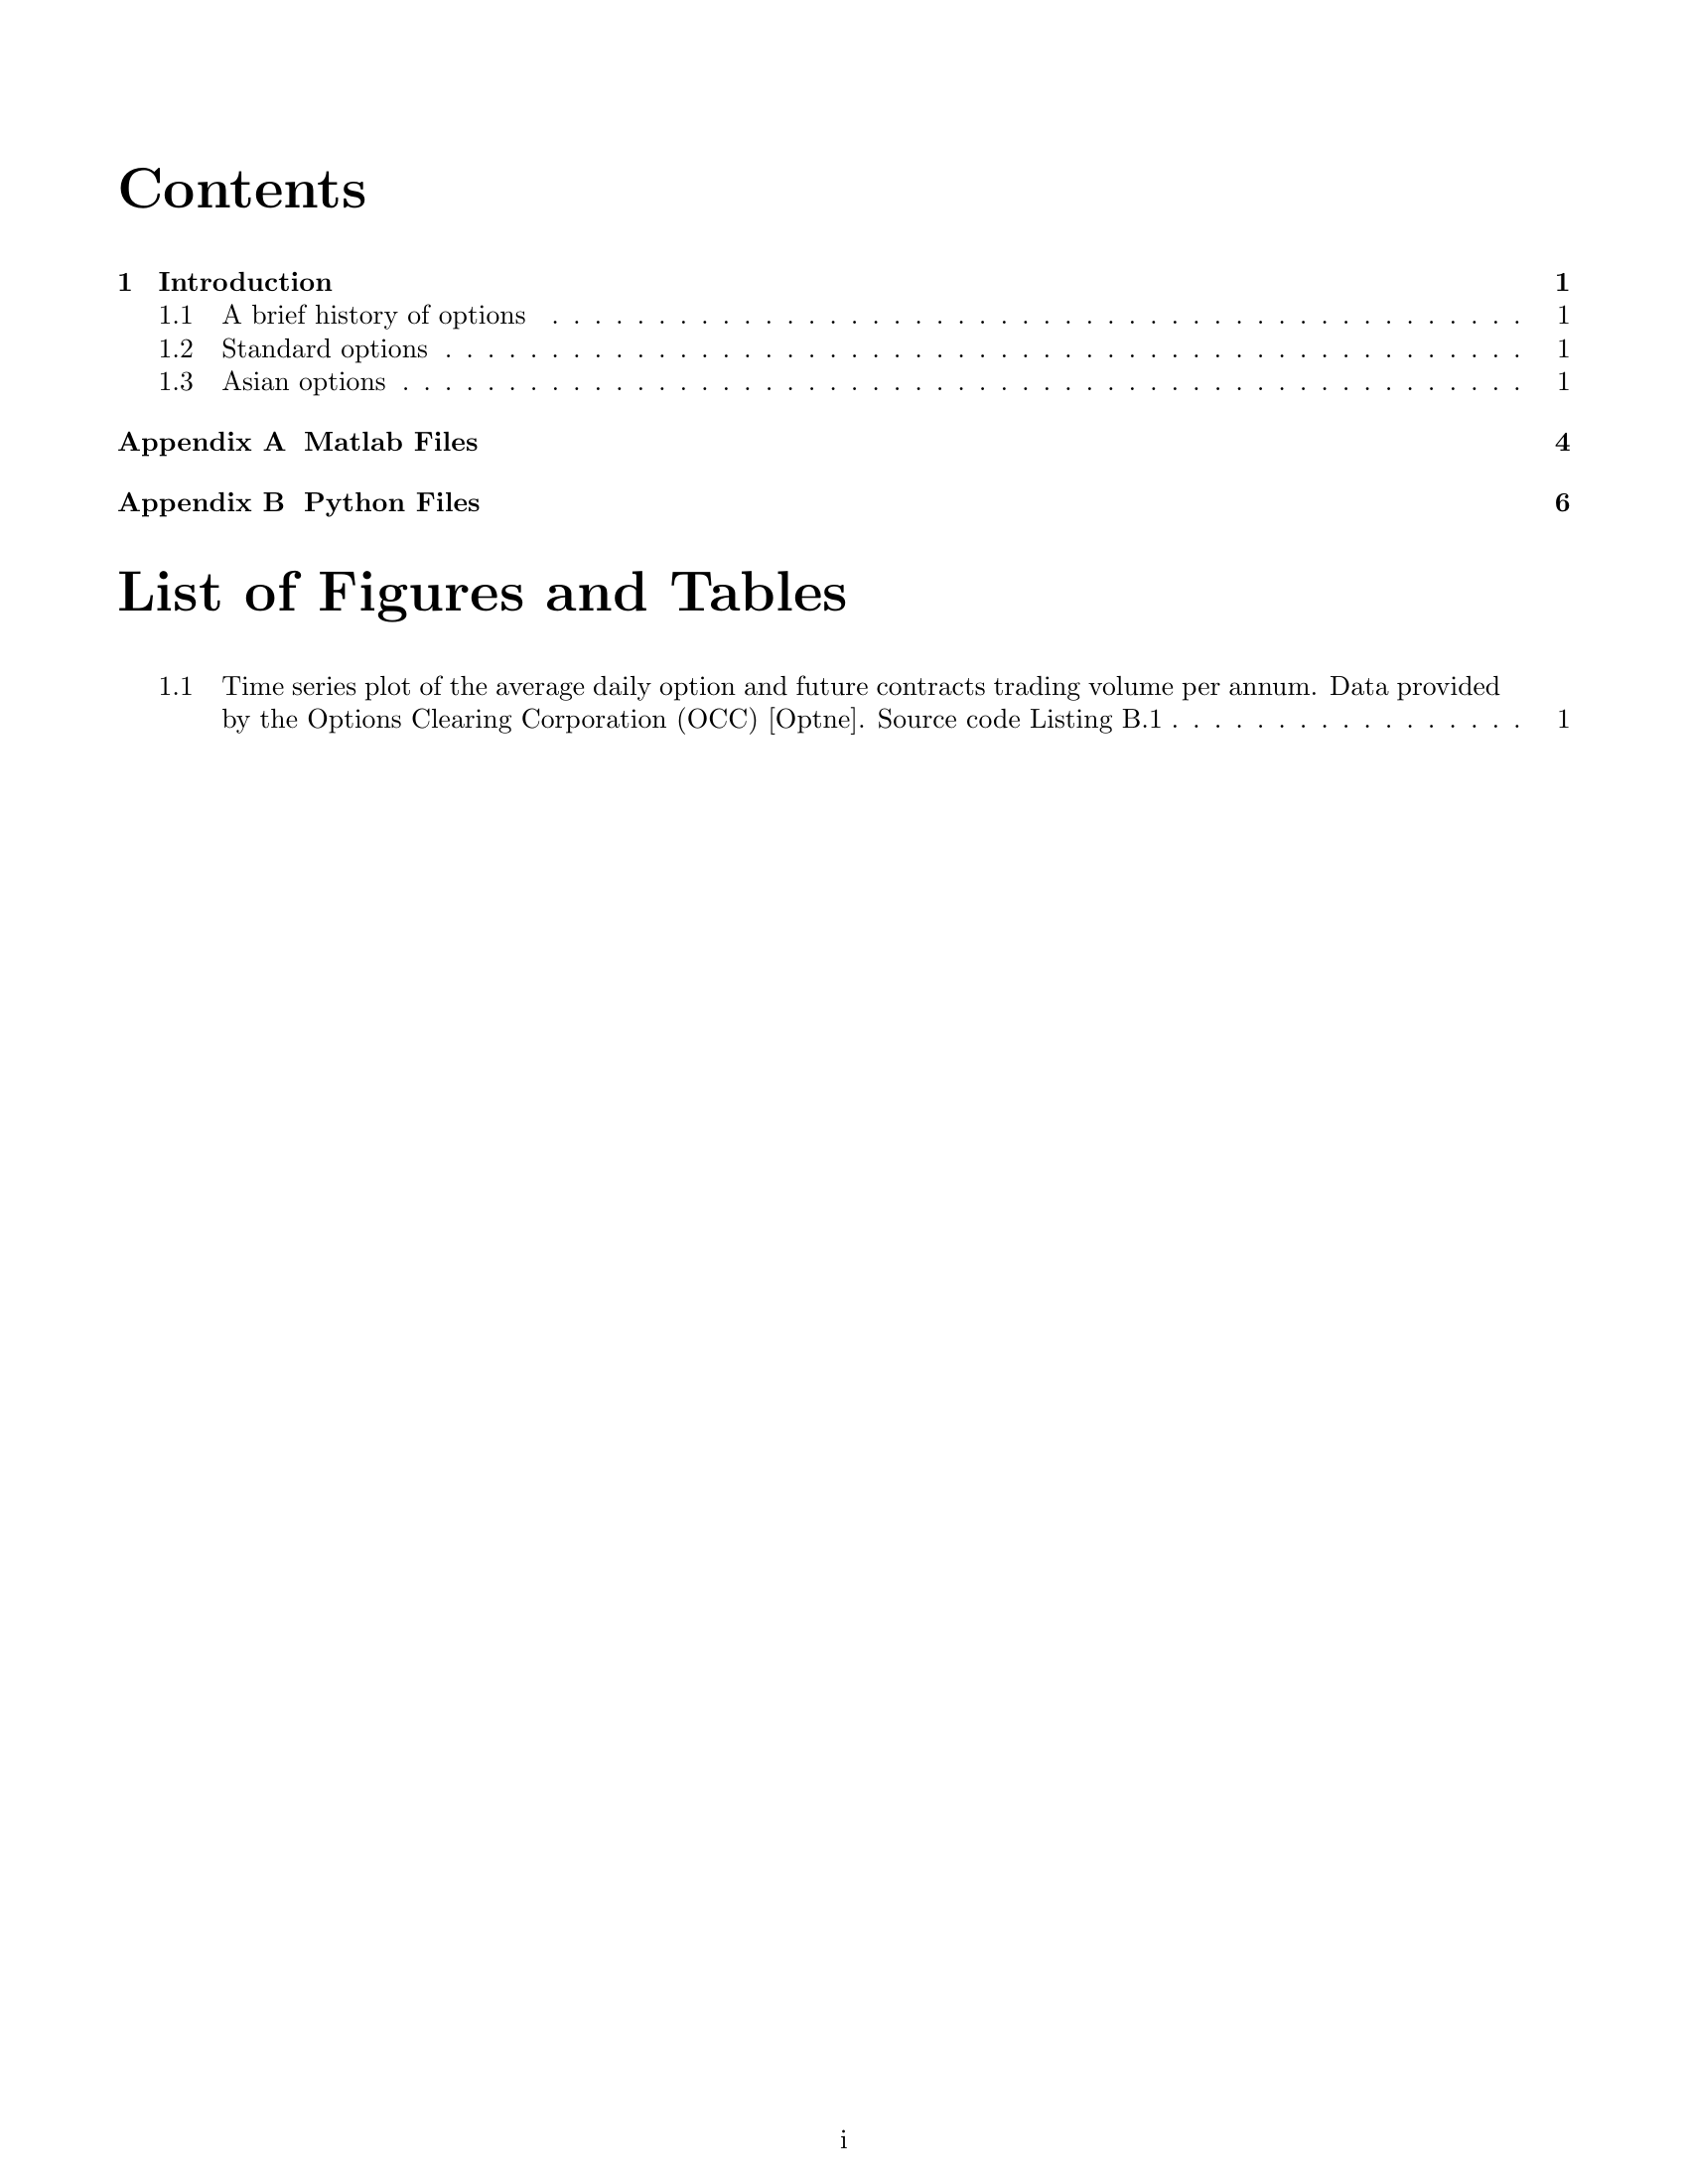 Contents
1 Introduction 1
1.1 A brief history of options . . . . . . . . . . . . . . . . . . . . . . . . . . . . . . . . . . . . . . . . . . . . . . 1
1.2 Standard options . . . . . . . . . . . . . . . . . . . . . . . . . . . . . . . . . . . . . . . . . . . . . . . . . . . 1
1.3 Asian options . . . . . . . . . . . . . . . . . . . . . . . . . . . . . . . . . . . . . . . . . . . . . . . . . . . . . 1
Appendix A Matlab Files 4
Appendix B Python Files 6
List of Figures and Tables
1.1 Time series plot of the average daily option and future contracts trading volume per annum. Data provided
by the Options Clearing Corporation (OCC) [Optne]. Source code Listing B.1 . . . . . . . . . . . . . . . . . 1
i